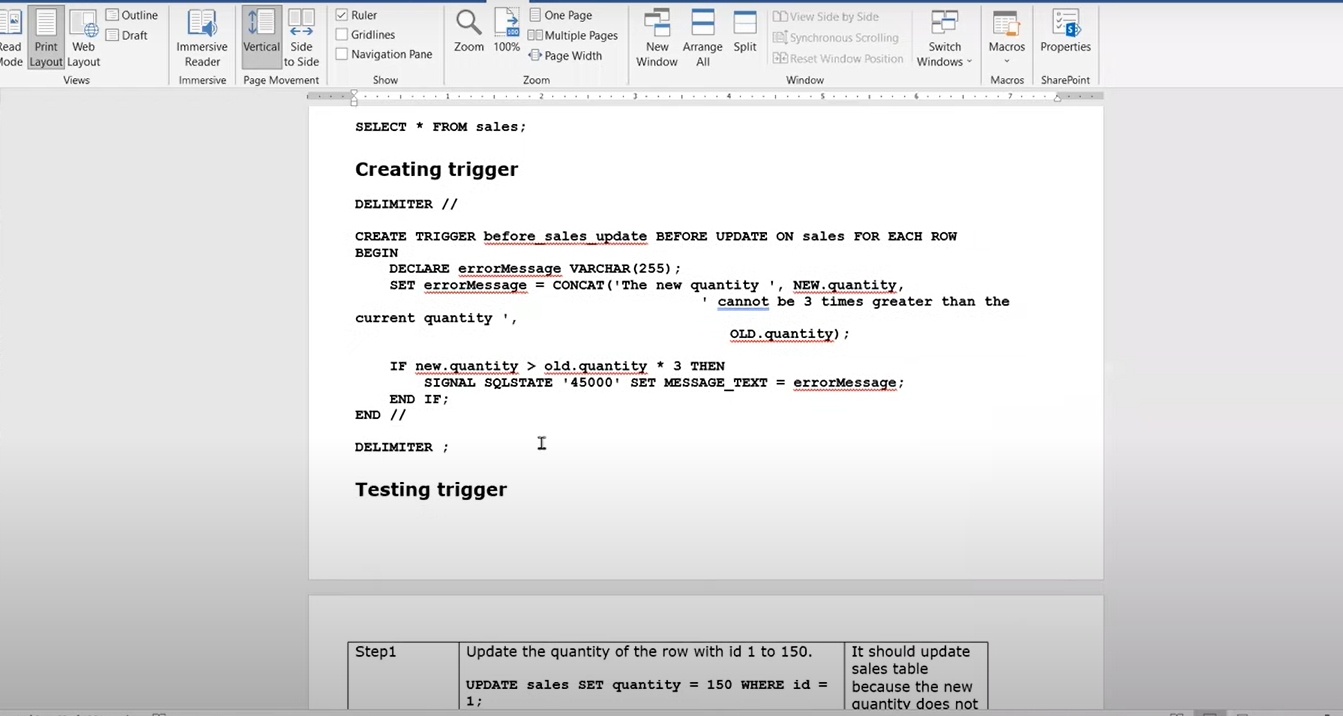 Read Mode
Print Layout
Web Layout
Outline
Draft
Views
Immersive Reader
Immersive
Vertical
Side to Side
Page Movement
Ruler
Gridlines
Navigation Pane
Show
Zoom
100%
One Page
Multiple Pages
Page Width
Zoom
New Window
Arrange All
Split
View Side by Side
Synchronous Scrolling
Reset Window Position
Window
Switch Windows
Macros
Macros
Properties
SharePoint
1 2 3 4 5 6 7
SELECT * FROM sales;
Creating trigger
DELIMITER //
CREATE TRIGGER before_sales_update BEFORE UPDATE ON sales FOR EACH ROW
BEGIN
DECLARE errorMessage VARCHAR(255);
SET errorMessage = CONCAT('The new quantity ', NEW.quantity,
' cannot be 3 times greater than the
current quantity ',
OLD.quantity);
IF new.quantity > old.quantity * 3 THEN
SIGNAL SQLSTATE '45000' SET MESSAGE_TEXT = errorMessage;
END IF;
END //
DELIMITER ;
Testing trigger
Step1
Update the quantity of the row with id 1 to 150.
UPDATE sales SET quantity = 150 WHERE id =
1;
It should update
sales table
because the new
quantity does not